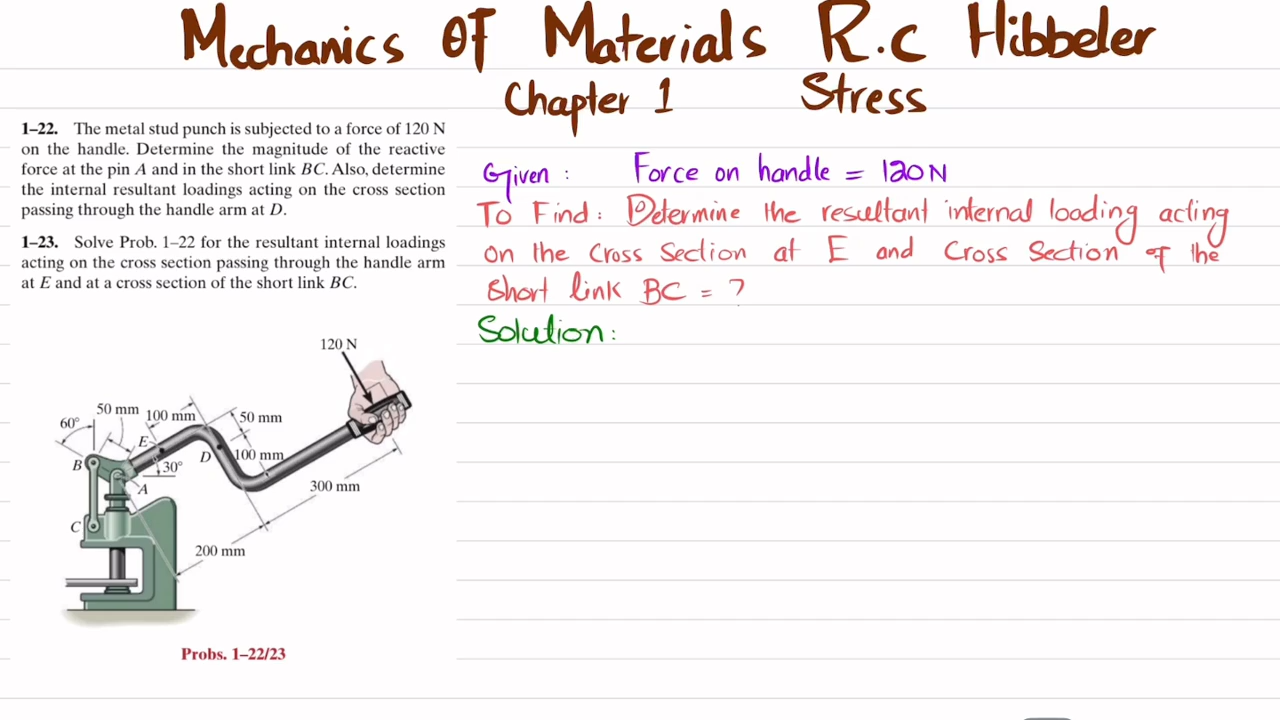 Mechanics Of Materials R.c Hibbeler
Chapter 1 Stress
1–22. The metal stud punch is subjected to a force of 120 N
on the handle. Determine the magnitude of the reactive
force at the pin A and in the short link BC. Also, determine
the internal resultant loadings acting on the cross section
passing through the handle arm at D.
1–23. Solve Prob. 1–22 for the resultant internal loadings
acting on the cross section passing through the handle arm
at E and at a cross section of the short link BC.
Given : Force on handle = 120N
To Find : Determine the resultant internal loading acting
on the Cross Section at E and Cross Section of the
Short link BC = ?
Solution :
120 N
50 mm
100 mm
50 mm
60°
E
B
D
100 mm
30°
A
300 mm
C
200 mm
Probs. 1–22/23